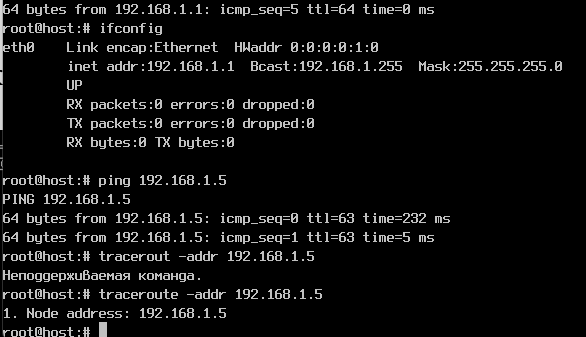 64 bytes from 192.168.1.1: icmp_seq=5 ttl=64 time=0 ms
root@host:# ifconfig
eth0 Link encap:Ethernet HWaddr 0:0:0:0:1:0
inet addr:192.168.1.1 Bcast:192.168.1.255 Mask:255.255.255.0
UP
RX packets:0 errors:0 dropped:0
TX packets:0 errors:0 dropped:0
RX bytes:0 TX bytes:0
root@host:# ping 192.168.1.5
PING 192.168.1.5
64 bytes from 192.168.1.5: icmp_seq=0 ttl=63 time=232 ms
64 bytes from 192.168.1.5: icmp_seq=1 ttl=63 time=5 ms
root@host:# tracerout -addr 192.168.1.5
Неподдерживаемая команда.
root@host:# traceroute -addr 192.168.1.5
1. Node address: 192.168.1.5
root@host:#